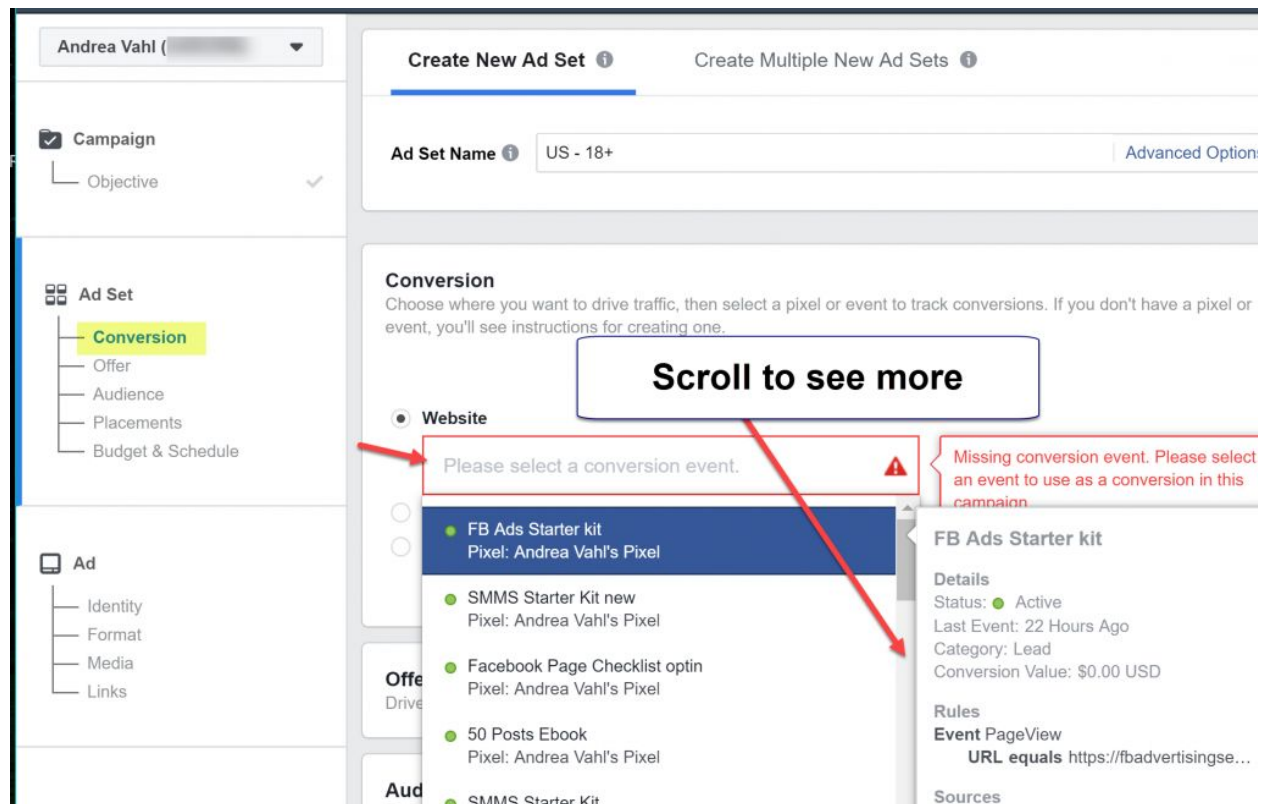 Andrea Vahl (
Create New Ad Set
Create Multiple New Ad Sets
Campaign
Objective
Ad Set Name
US - 18+
Advanced Options
Ad Set
Conversion
Offer
Audience
Placements
Budget & Schedule
Ad
Identity
Format
Media
Links
Conversion
Choose where you want to drive traffic, then select a pixel or event to track conversions. If you don't have a pixel or
event, you'll see instructions for creating one.
Scroll to see more
Website
Please select a conversion event.
Missing conversion event. Please select
an event to use as a conversion in this
campaign
FB Ads Starter kit
Pixel: Andrea Vahl's Pixel
SMMS Starter Kit new
Pixel: Andrea Vahl's Pixel
Facebook Page Checklist optin
Pixel: Andrea Vahl's Pixel
50 Posts Ebook
Pixel: Andrea Vahl's Pixel
SMMS Starter Kit
FB Ads Starter kit
Details
Status: Active
Last Event: 22 Hours Ago
Category: Lead
Conversion Value: $0.00 USD
Rules
Event PageView
URL equals https://fbadvertisingse...
Sources
Offe
Drive
Aud